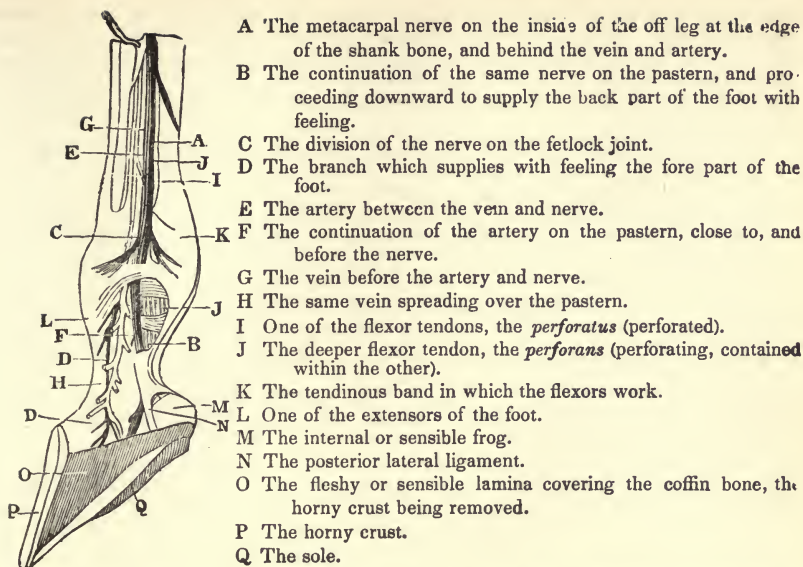 A The metacarpal nerve on the inside of the off leg at the edge
of the shank bone, and behind the vein and artery.
B The continuation of the same nerve on the pastern, and pro-
ceeding downward to supply the back part of the foot with
feeling.
C The division of the nerve on the fetlock joint.
D The branch which supplies with feeling the fore part of the
foot.
E The artery between the vein and nerve.
F The continuation of the artery on the pastern, close to, and
before the nerve.
G The vein before the artery and nerve.
H The same vein spreading over the pastern.
I One of the flexor tendons, the perforatus (perforated).
J The deeper flexor tendon, the perforans (perforating, contained
within the other).
K The tendinous band in which the flexors work.
L One of the extensors of the foot.
M The internal or sensible frog.
N The posterior lateral ligament.
O The fleshy or sensible lamina covering the coffin bone, the
horny crust being removed.
P The horny crust.
Q The sole.
G
A
E
J
I
C
K
L
J
F
B
D
H
M
D
N
O
P
Q